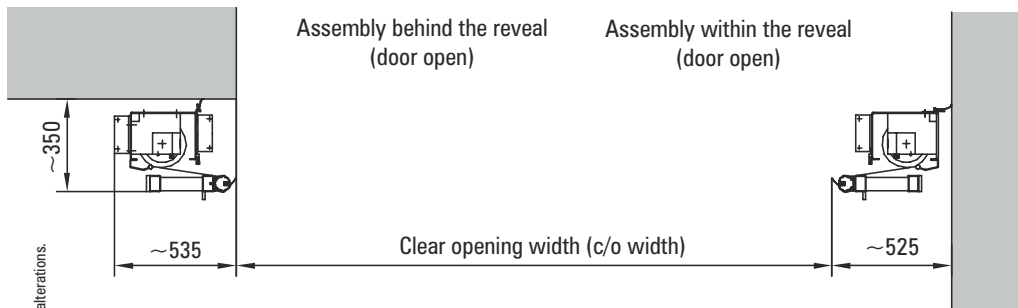 Assembly behind the reveal
(door open)
Assembly within the reveal
(door open)
~350
~535
Clear opening width (c/o width)
~525
alterations.